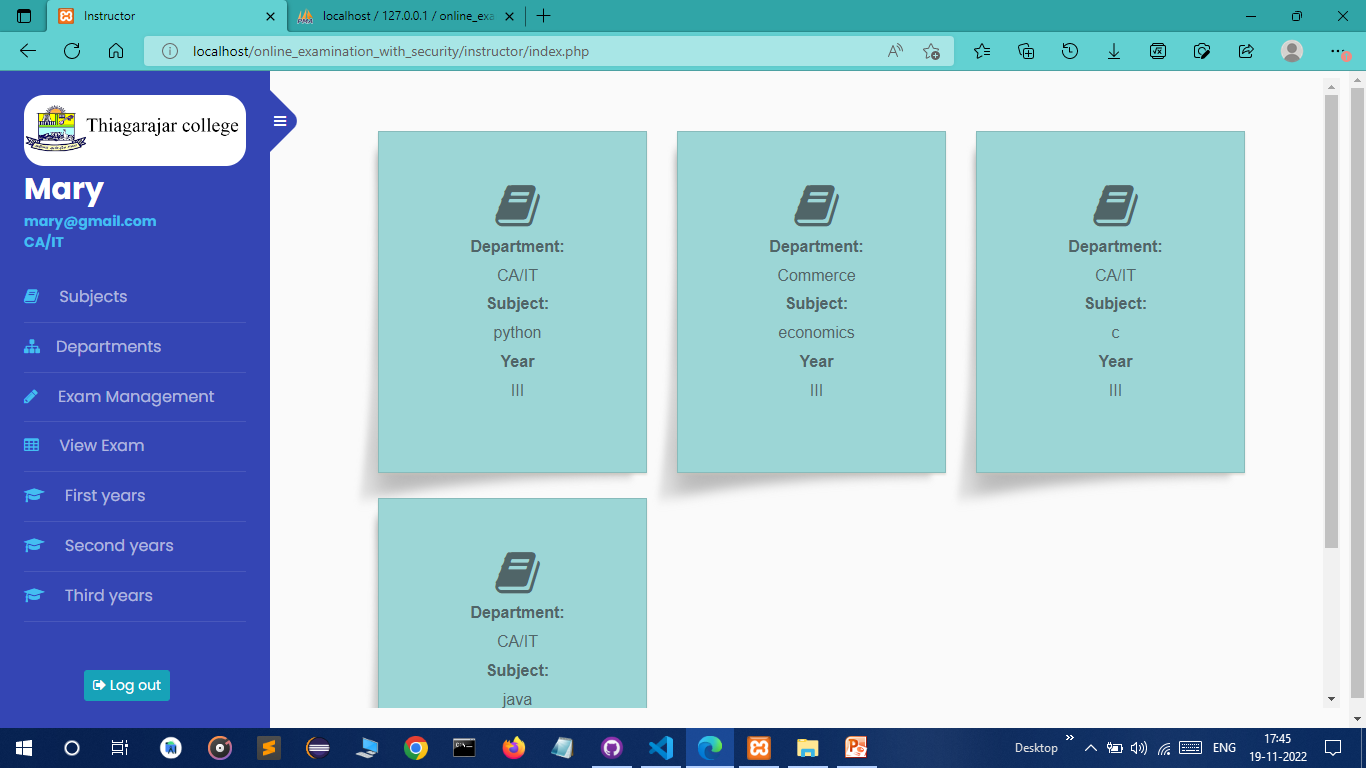 Instructor
localhost / 127.0.0.1 / online_exa
localhost/online_examination_with_security/instructor/index.php
Thiagarajar college
Mary
mary@gmail.com
CA/IT
Subjects
Departments
Exam Management
View Exam
First years
Second years
Third years
Log out
Department:
CA/IT
Subject:
python
Year
III
Department:
Commerce
Subject:
economics
Year
III
Department:
CA/IT
Subject:
c
Year
III
Department:
CA/IT
Subject:
java
Desktop
ENG
17:45
19-11-2022